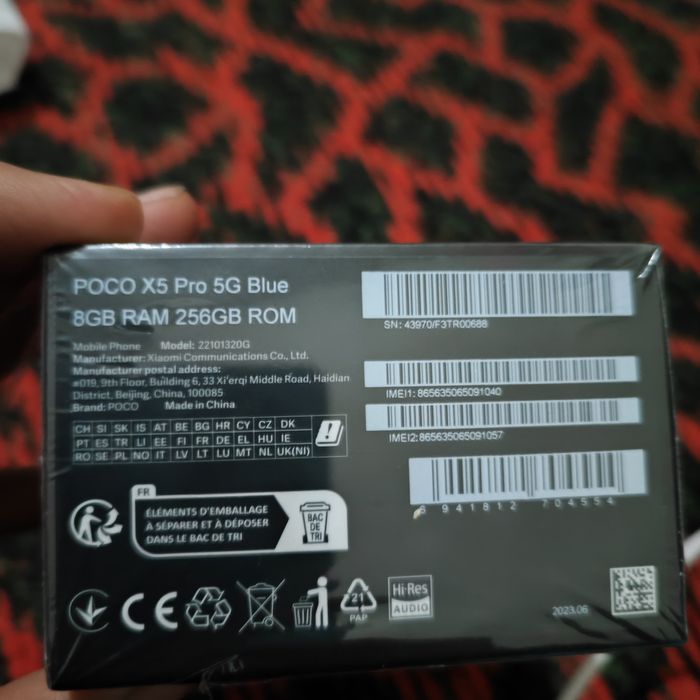 POCO X5 Pro 5G Blue
8GB RAM 256GB ROM
Mobile Phone Model: 22101320G
Manufacturer: Xiaomi Communications Co., Ltd.
Manufacturer postal address:
#019, 9th Floor, Building 6, 33 Xi'erqi Middle Road, Haidian
District, Beijing, China, 100085
Brand: POCO Made in China
CH SI SK IS AT BE BG HR CY CZ DK
PT ES TR LI EE FI FR DE EL HU IE
RO SE PL NO IT LV LT LU MT NL UK(NI)
SN: 43970/F3TR00688
IMEI1: 865635065091040
IMEI2: 865635065091057
6 941812 704554
FR
ÉLÉMENTS D'EMBALLAGE
À SÉPARER ET À DÉPOSER
DANS LE BAC DE TRI
BAC
DE
TRI
CE
21
PAP
Hi-Res
AUDIO
2023.06